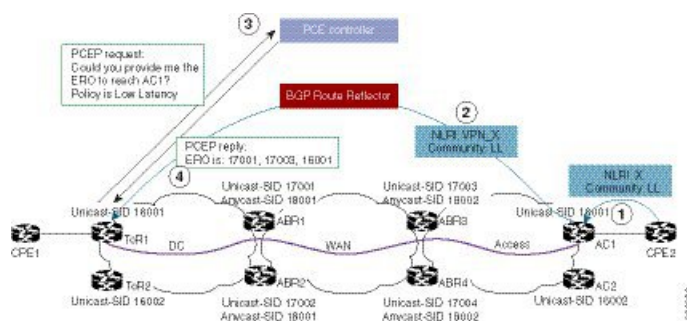 3
PCE controller
PCEP request:
Could you provide me the
ERO to reach AC1?
Policy is Low Latency
BGP Route Reflector
2
NLRI: VPN_X
Community: LL
PCEP reply:
ERO is: 17001, 17003, 16001
4
NLRI X
Community: LL
1
Unicast-SID 17001
Anycast-SID 18001
Unicast-SID 17003
Anycast-SID 18002
Unicast-SID 16001
Unicast-SID 16001
CPE1
ToR1
ABR1
ABR3
AC1
CPE2
DC
WAN
Access
ToR2
ABR2
ABR4
AC2
Unicast-SID 16002
Unicast-SID 17002
Anycast-SID 18001
Unicast-SID 17004
Anycast-SID 18002
Unicast-SID 16002